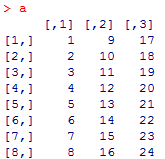 > a
[,1] [,2] [,3]
[1,] 1 9 17
[2,] 2 10 18
[3,] 3 11 19
[4,] 4 12 20
[5,] 5 13 21
[6,] 6 14 22
[7,] 7 15 23
[8,] 8 16 24